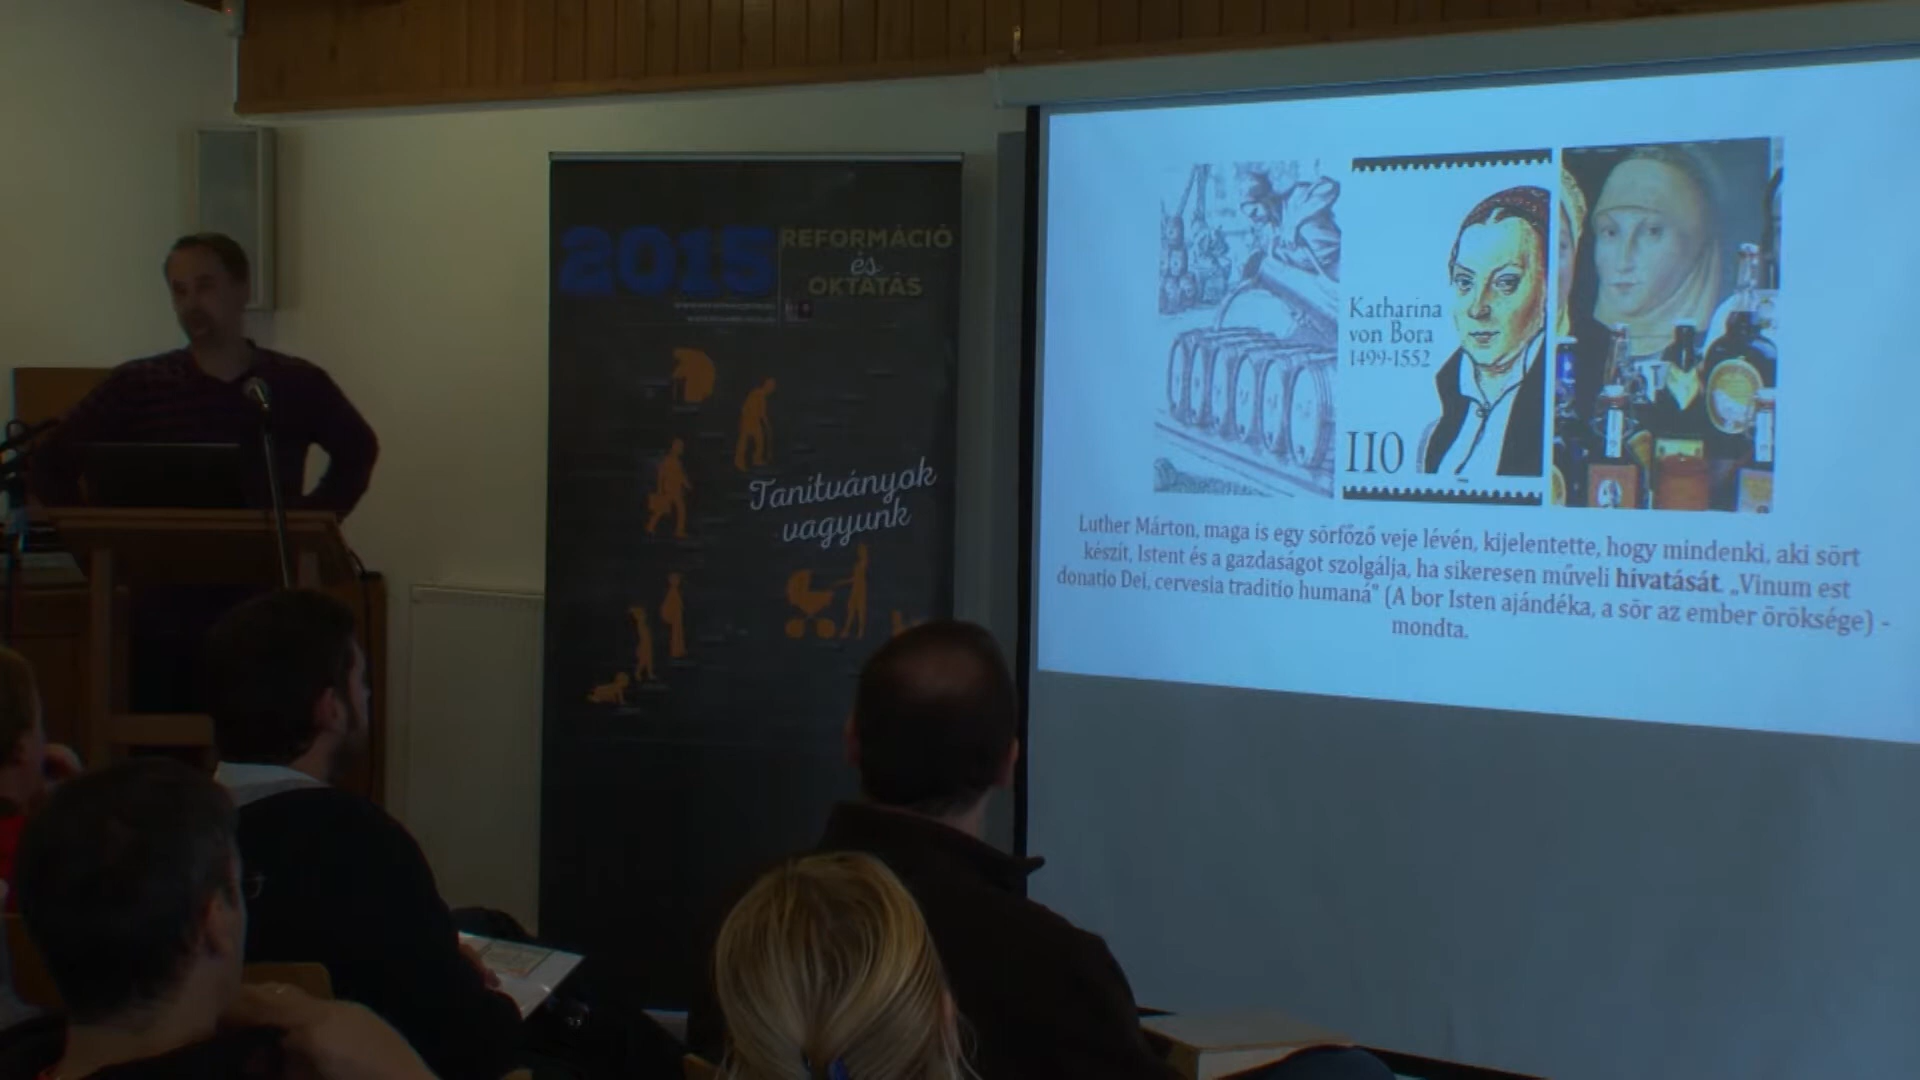 2015
REFORMÁCIÓ
és
OKTATÁS
Tanítványok
vagyunk
Katharina
von Bora
1499-1552
110
Luther Márton, maga is egy sörfőző veje lévén, kijelentette, hogy mindenki, aki sört
készít, Istent és a gazdaságot szolgálja, ha sikeresen műveli hivatását. „Vinum est
donatio Dei, cervesia traditio humaná" (A bor Isten ajándéka, a sör az ember öröksége) -
mondta.